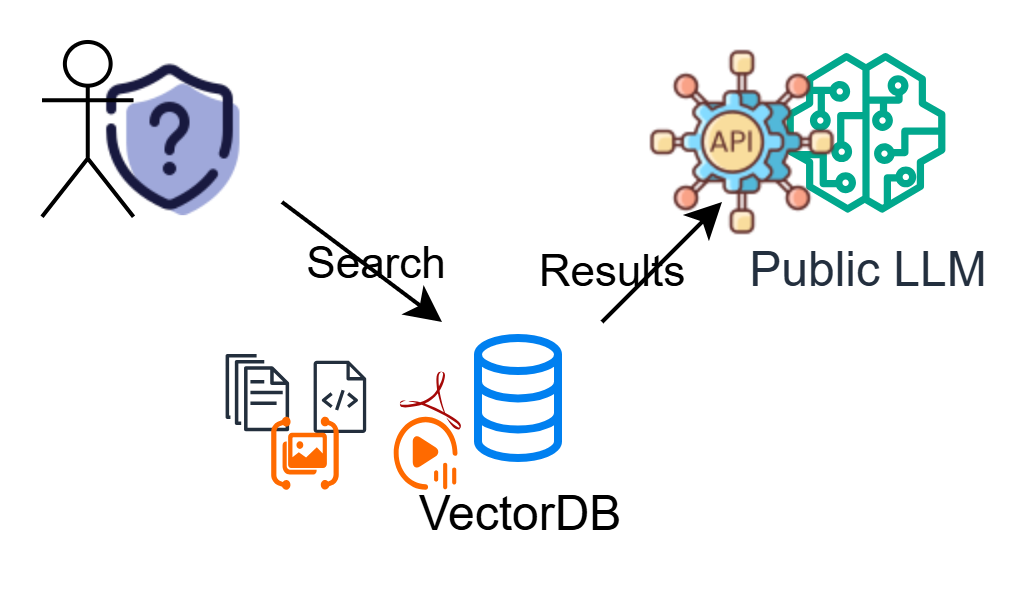 ?
API
Search
Results
Public LLM
</>
VectorDB